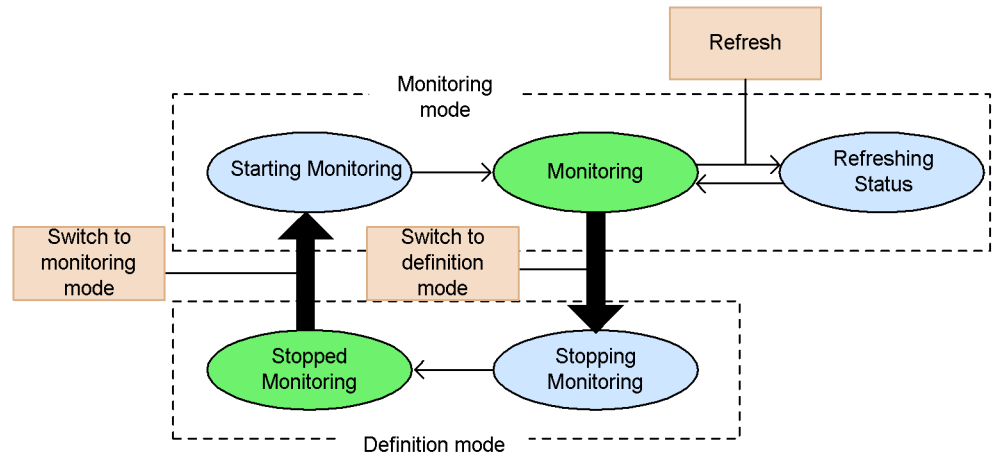 Refresh
Monitoring
mode
Starting Monitoring
Monitoring
Refreshing
Status
Switch to
monitoring
mode
Switch to
definition
mode
Stopped
Monitoring
Stopping
Monitoring
Definition mode